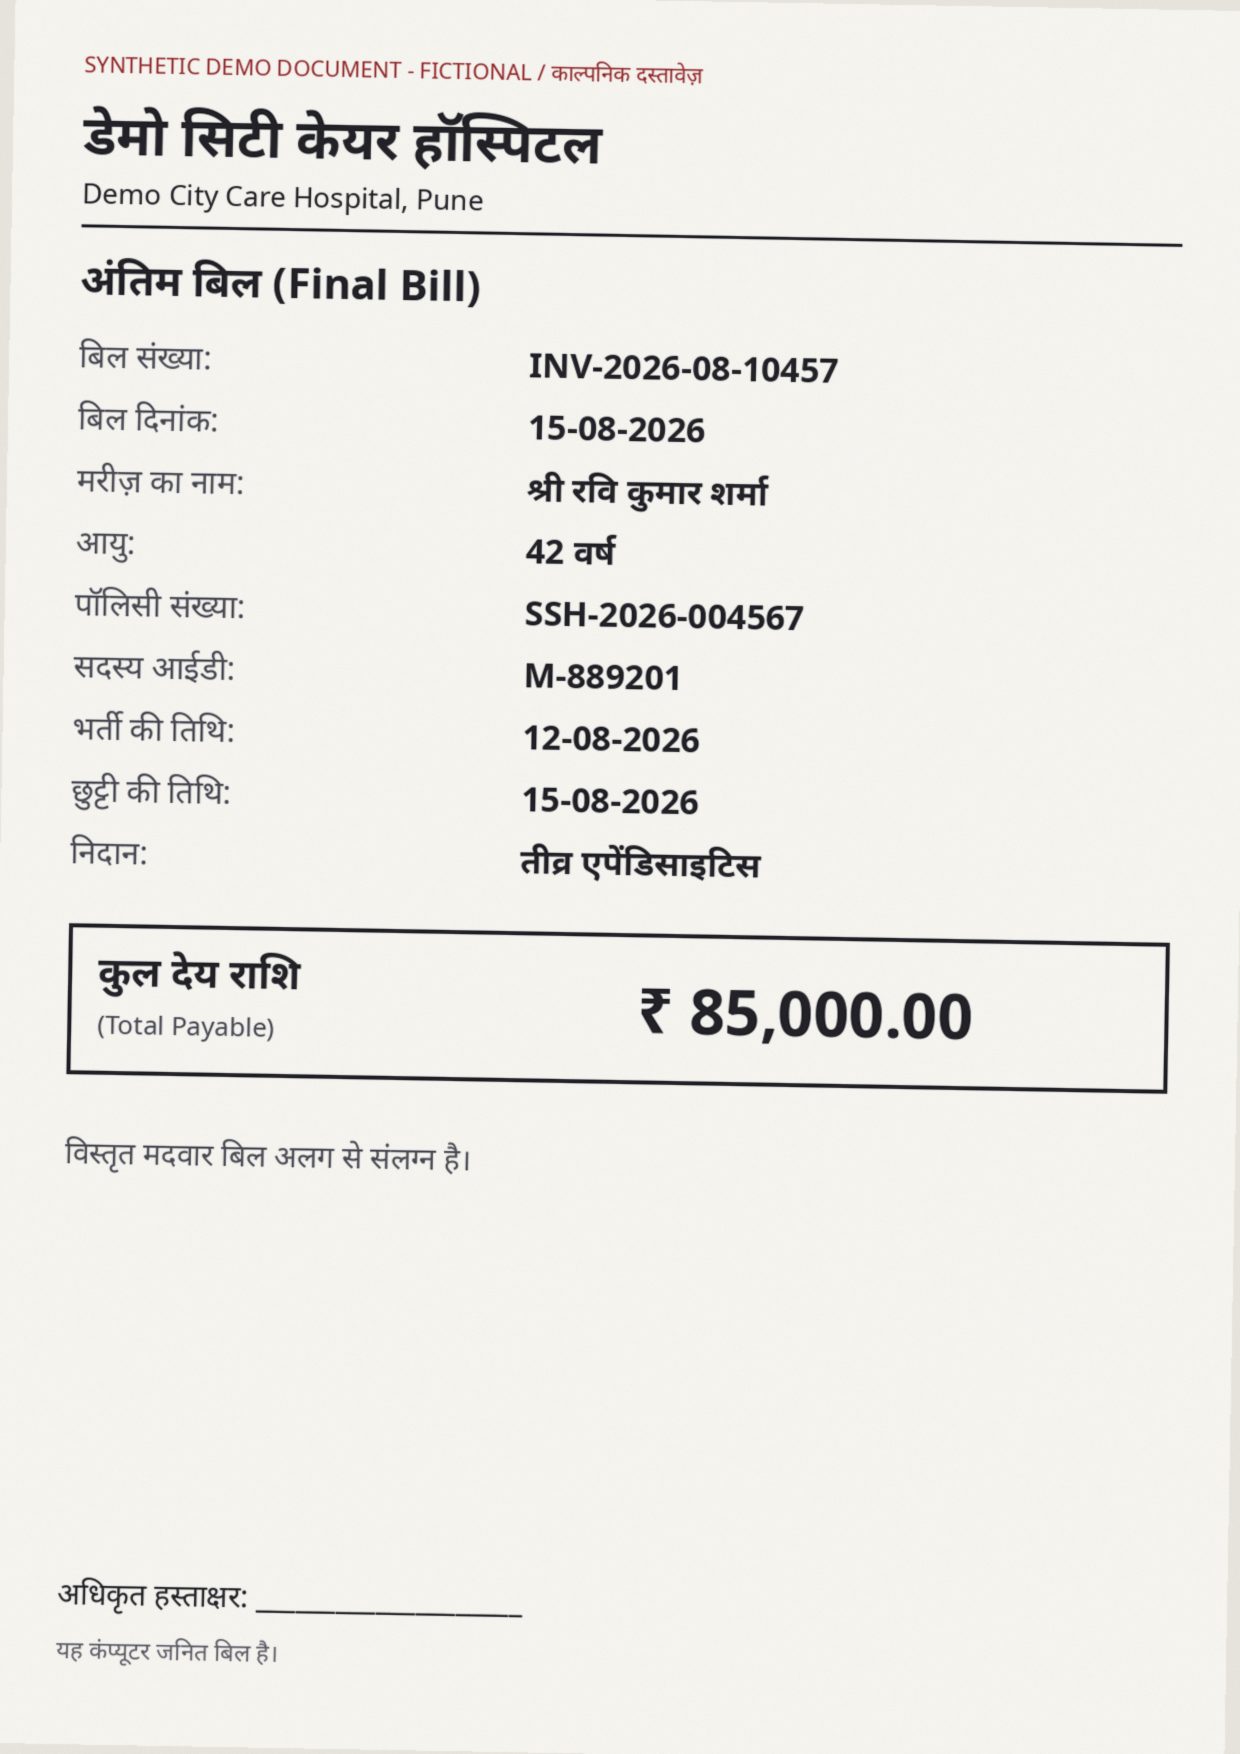 SYNTHETIC DEMO DOCUMENT - FICTIONAL / काल्पनिक दस्तावेज़
डेमो सिटी केयर हॉस्पिटल
Demo City Care Hospital, Pune
अंतिम बिल (Final Bill)
बिल संख्या: INV-2026-08-10457
बिल दिनांक: 15-08-2026
मरीज़ का नाम: श्री रवि कुमार शर्मा
आयु: 42 वर्ष
पॉलिसी संख्या: SSH-2026-004567
सदस्य आईडी: M-889201
भर्ती की तिथि: 12-08-2026
छुट्टी की तिथि: 15-08-2026
निदान: तीव्र एपेंडिसाइटिस
कुल देय राशि ₹ 85,000.00
(Total Payable)
विस्तृत मदवार बिल अलग से संलग्न है।
अधिकृत हस्ताक्षर: ____________________
यह कंप्यूटर जनित बिल है।